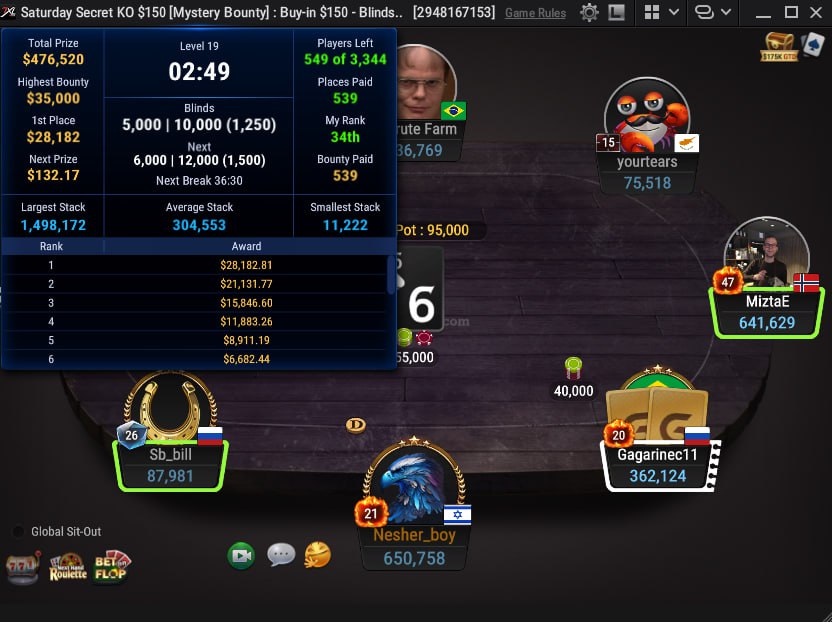 Saturday Secret KO $150 [Mystery Bounty] : Buy-in $150 - Blinds.. [2948167153] Game Rules
Total Prize
$476,520
Highest Bounty
$35,000
1st Place
$28,182
Next Prize
$132.17
Level 19
02:49
Blinds
5,000 | 10,000 (1,250)
Next
6,000 | 12,000 (1,500)
Next Break 36:30
Players Left
549 of 3,344
Places Paid
539
My Rank
34th
Bounty Paid
539
Largest Stack
1,498,172
Average Stack
304,553
Smallest Stack
11,222
Rank Award
1 $28,182.81
2 $21,131.77
3 $15,846.60
4 $11,883.26
5 $8,911.19
6 $6,682.44
$175K GTD
rute Farm
36,769
15
yourtears
75,518
Pot : 95,000
6
.com
55,000
47
MiztaE
641,629
40,000
D
26
Sb_bill
87,981
20
Gagarinec11
362,124
21
Nesher_boy
650,758
Global Sit-Out
777
Next Hand
Roulette
BET
FLOP